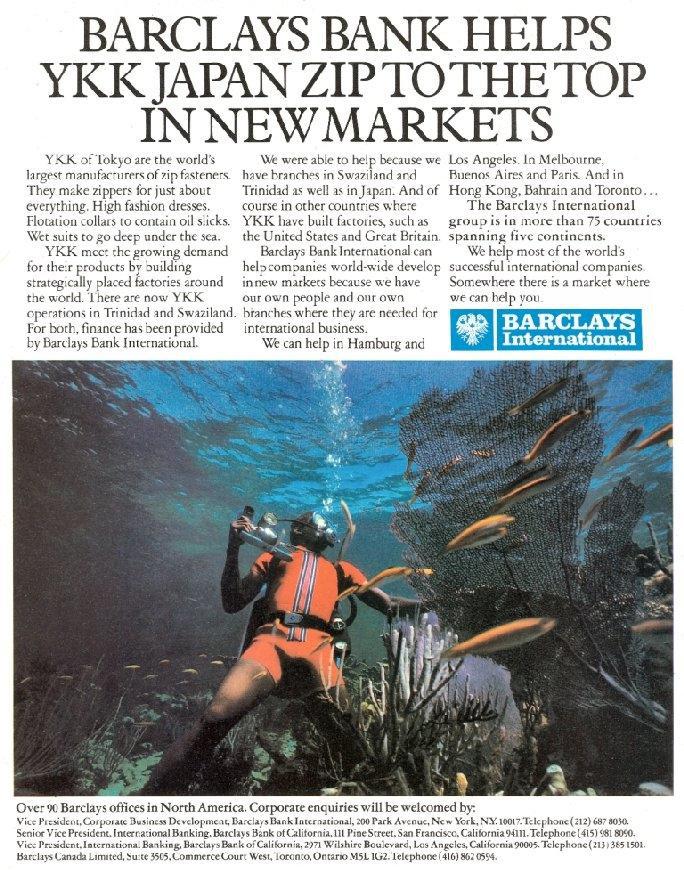 BARCLAYS BANK HELPS
YKK JAPAN ZIP TO THE TOP
IN NEW MARKETS
YKK of Tokyo are the world's
largest manufacturers of zip fasteners.
They make zippers for just about
everything. High fashion dresses.
Flotation collars to contain oil slicks.
Wet suits to go deep under the sea.
YKK meet the growing demand
for their products by building
strategically placed factories around
the world. There are now YKK
operations in Trinidad and Swaziland.
For both, finance has been provided
by Barclays Bank International.
We were able to help because we
have branches in Swaziland and
Trinidad as well as in Japan. And of
course in other countries where
YKK have built factories, such as
the United States and Great Britain.
Barclays Bank International can
help companies world-wide develop
in new markets because we have
our own people and our own
branches where they are needed for
international business.
We can help in Hamburg and
Los Angeles. In Melbourne,
Buenos Aires and Paris. And in
Hong Kong, Bahrain and Toronto...
The Barclays International
group is in more than 75 countries
spanning five continents.
We help most of the world's
successful international companies.
Somewhere there is a market where
we can help you.
BARCLAYS
International
Over 90 Barclays offices in North America. Corporate enquiries will be welcomed by:
Vice President, Corporate Business Development, Barclays Bank International, 200 Park Avenue, New York, N.Y. 10017. Telephone (212) 687 8030.
Senior Vice President, International Banking, Barclays Bank of California, 111 Pine Street, San Francisco, California 94111. Telephone (415) 981 8090.
Vice President, International Banking, Barclays Bank of California, 2971 Wilshire Boulevard, Los Angeles, California 90005. Telephone (213) 385 1501.
Barclays Canada Limited, Suite 3505, Commerce Court West, Toronto, Ontario M5L 1G2. Telephone (416) 862 0594.